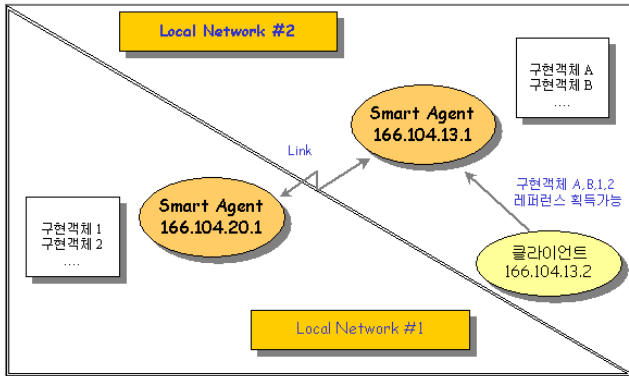 Local Network #2
구현객체 A
구현객체 B
....
Smart Agent
166.104.13.1
Link
구현객체 A,B,1,2
레퍼런스 획득가능
Smart Agent
166.104.20.1
구현객체 1
구현객체 2
....
클라이언트
166.104.13.2
Local Network #1